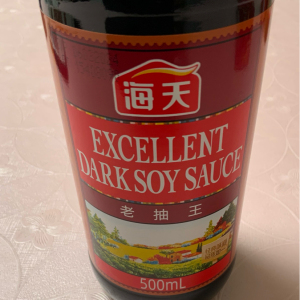 海天
EXCELLENT
DARK SOY SAUCE
老抽王
500mL